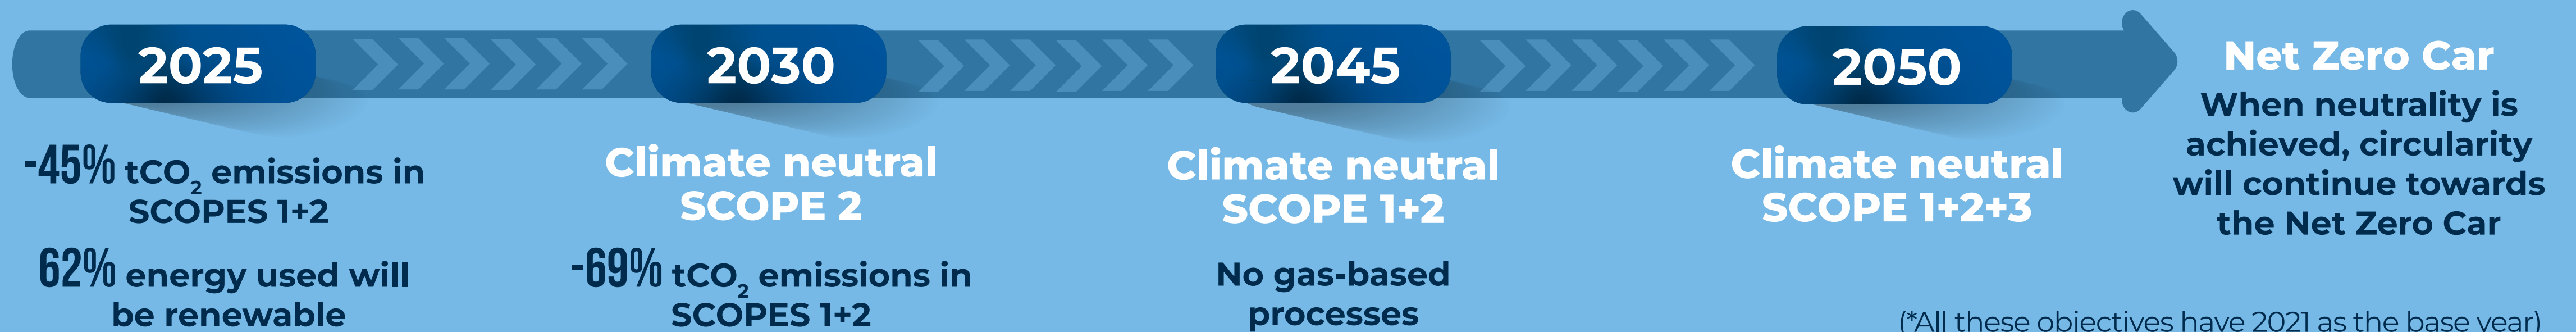 2025
-45% tCO₂ emissions in
SCOPES 1+2
62% energy used will
be renewable
2030
Climate neutral
SCOPE 2
-69% tCO₂ emissions in
SCOPES 1+2
2045
Climate neutral
SCOPE 1+2
No gas-based
processes
2050
Climate neutral
SCOPE 1+2+3
Net Zero Car
When neutrality is
achieved, circularity
will continue towards
the Net Zero Car
(*All these objectives have 2021 as the base year)